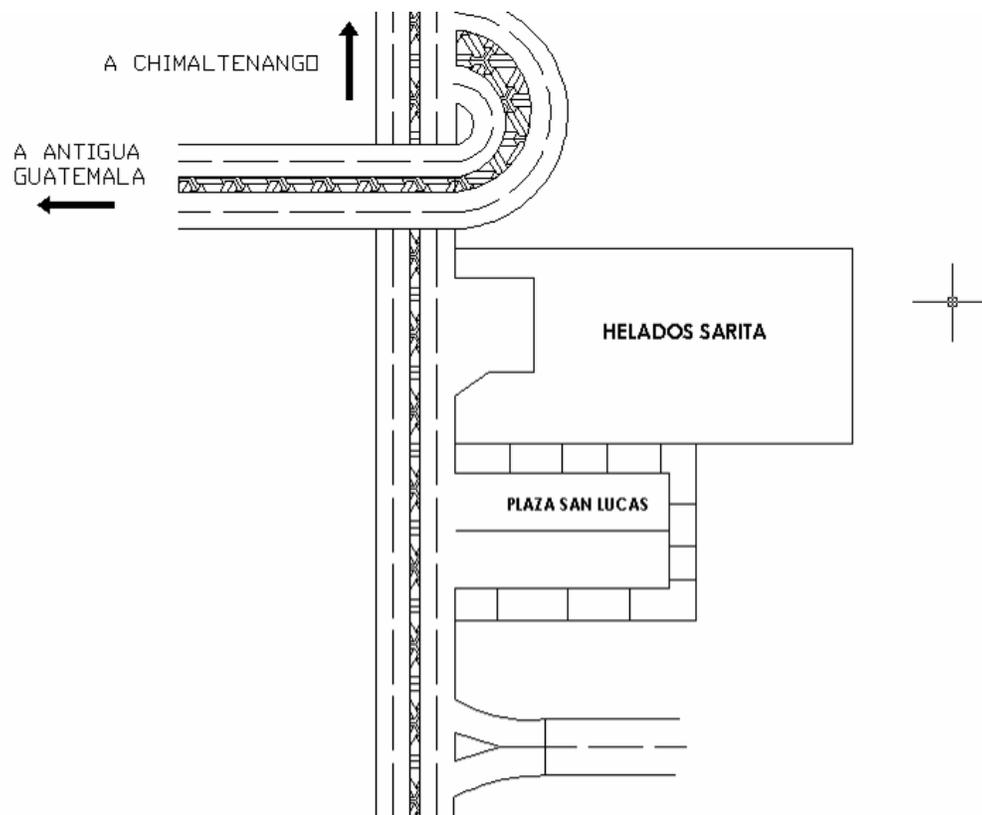 A CHIMALTENANGO
A ANTIGUA
GUATEMALA
HELADOS SARITA
PLAZA SAN LUCAS